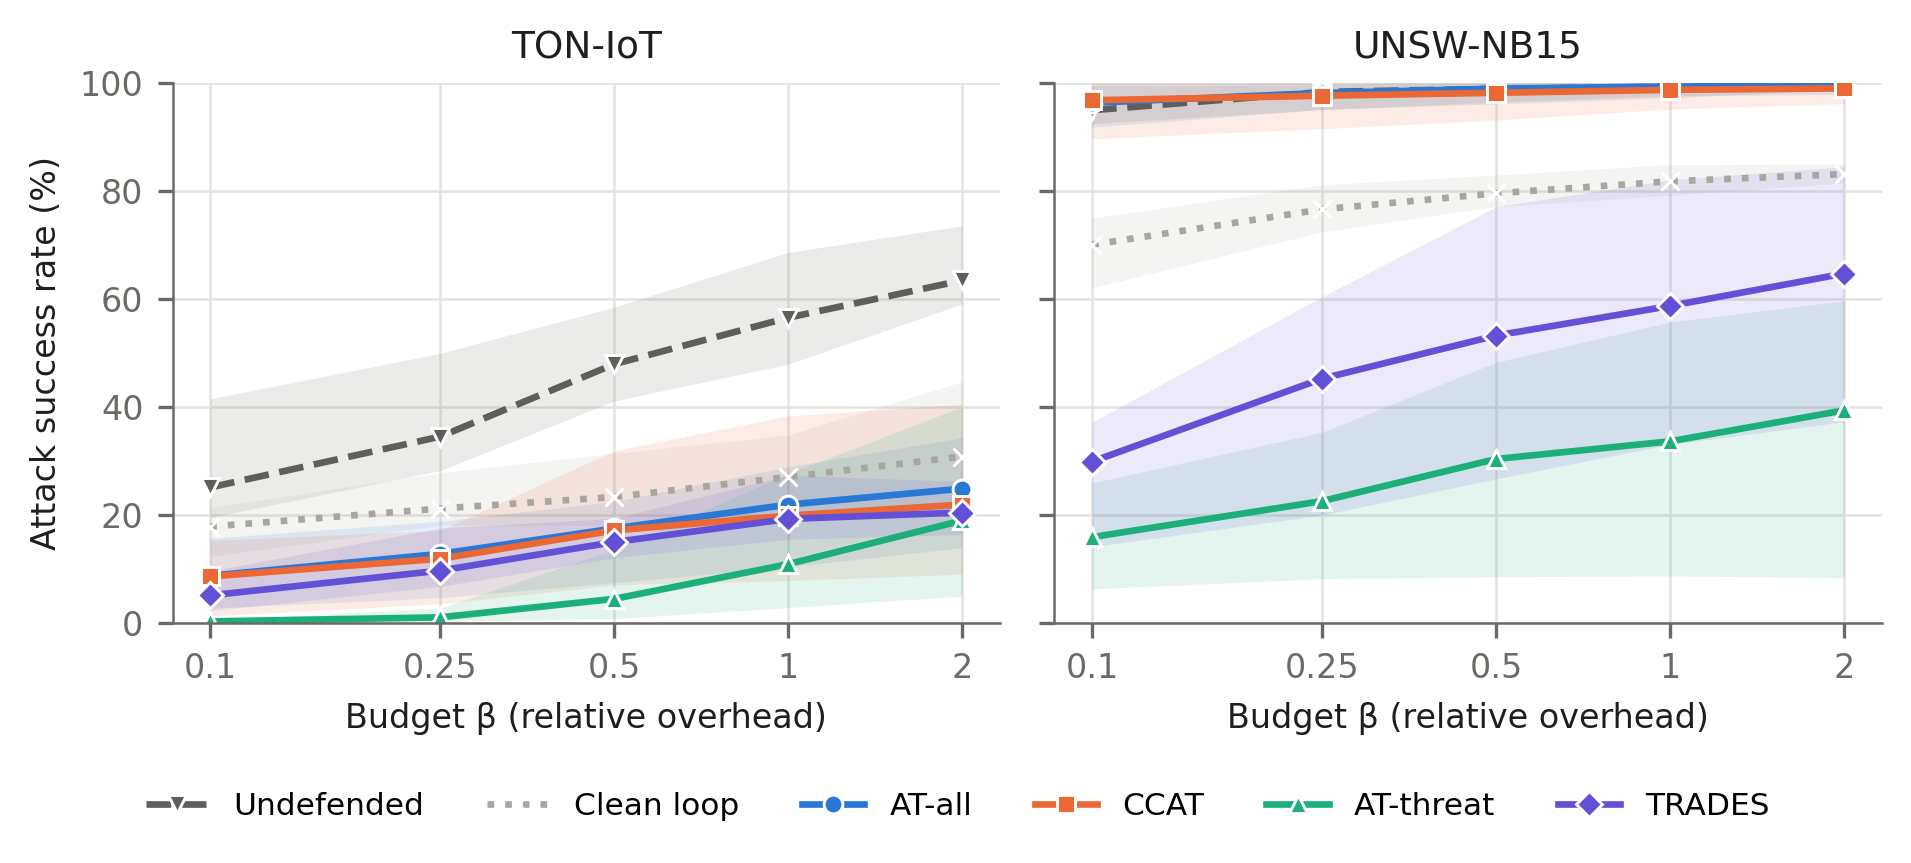 TON-IoT
UNSW-NB15
Attack success rate (%)
100
80
60
40
20
0
0.1 0.25 0.5 1 2
0.1 0.25 0.5 1 2
Budget β (relative overhead)
Budget β (relative overhead)
Undefended Clean loop AT-all CCAT AT-threat TRADES